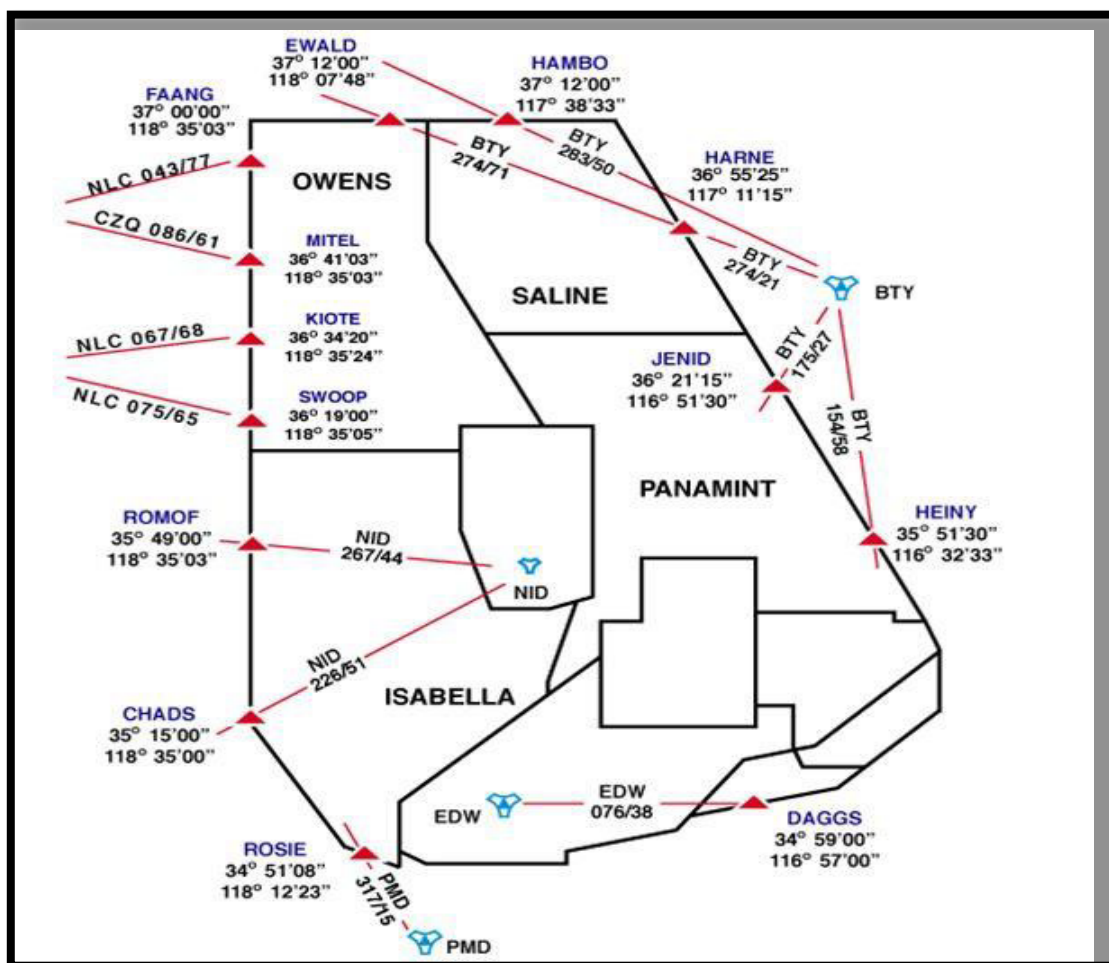 EWALD
37° 12'00"
118° 07'48"
HAMBO
37° 12'00"
117° 38'33"
FAANG
37° 00'00"
118° 35'03"
BTY
283/50
BTY
274/71
HARNE
36° 55'25"
117° 11'15"
NLC 043/77
OWENS
CZQ 086/61
MITEL
36° 41'03"
118° 35'03"
BTY
274/21
BTY
SALINE
KIOTE
36° 34'20"
118° 35'24"
NLC 067/68
JENID
36° 21'15"
116° 51'30"
BTY
175/27
NLC 075/65
SWOOP
36° 19'00"
118° 35'05"
BTY
154/58
PANAMINT
ROMOF
35° 49'00"
118° 35'03"
NID
267/44
HEINY
35° 51'30"
116° 32'33"
NID
NID
226/51
ISABELLA
CHADS
35° 15'00"
118° 35'00"
EDW
076/38
EDW
DAGGS
34° 59'00"
116° 57'00"
ROSIE
34° 51'08"
118° 12'23"
PMD
317/15
PMD